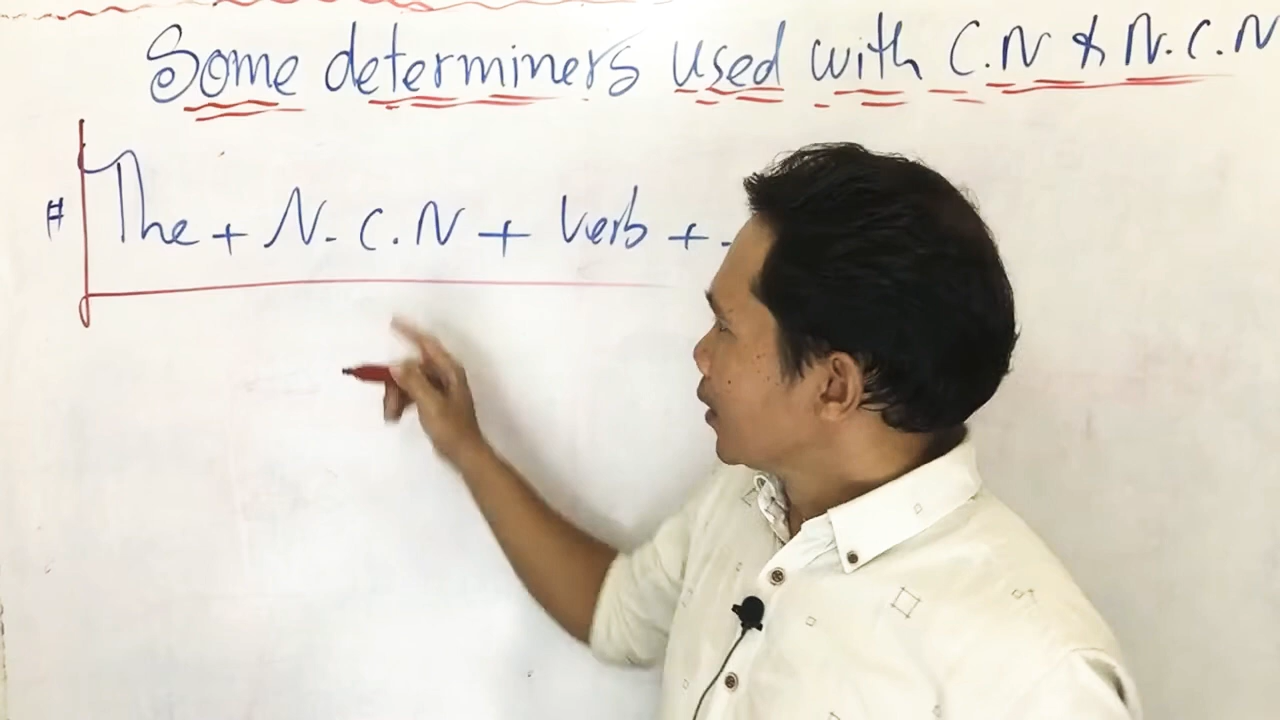 Some determiners used with C.N & N.C.N
# The + N.C.N + Verb + .